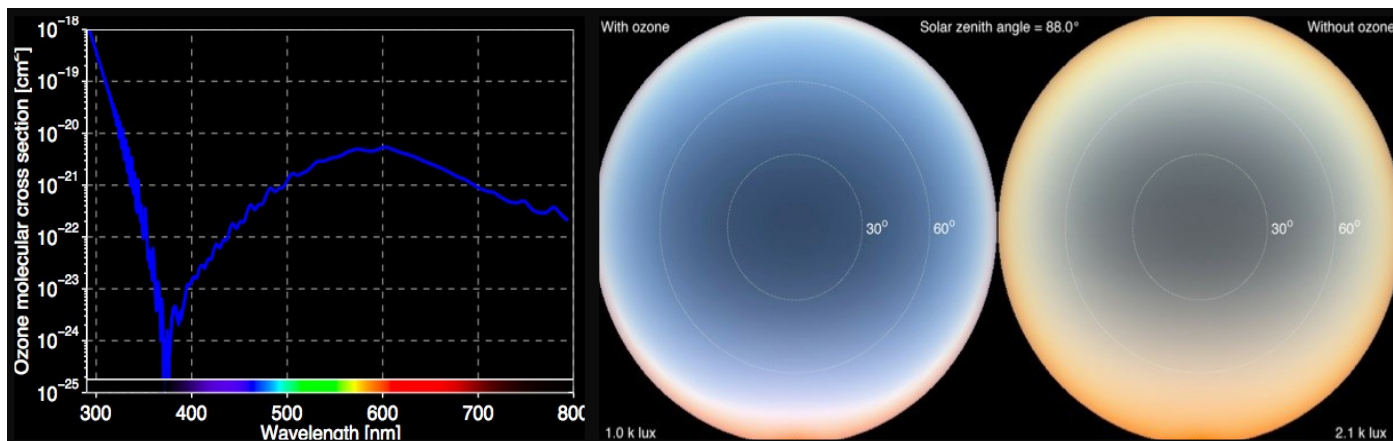 Ozone molecular cross section [cm²]
10⁻¹⁸
10⁻¹⁹
10⁻²⁰
10⁻²¹
10⁻²²
10⁻²³
10⁻²⁴
10⁻²⁵
300 400 500 600 700 800
Wavelength [nm]
With ozone
Solar zenith angle = 88.0°
Without ozone
30° 60°
30° 60°
1.0 k lux
2.1 k lux